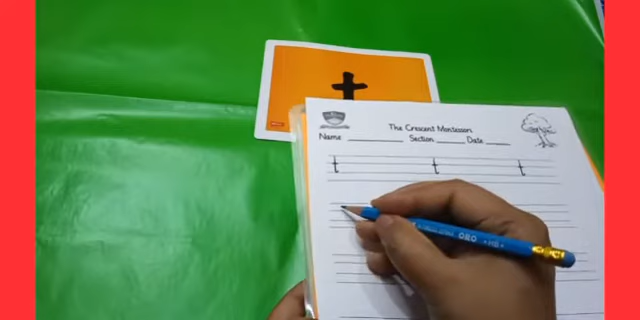 t
The Crescent Montessori
Name Section Date
t t t
ORO